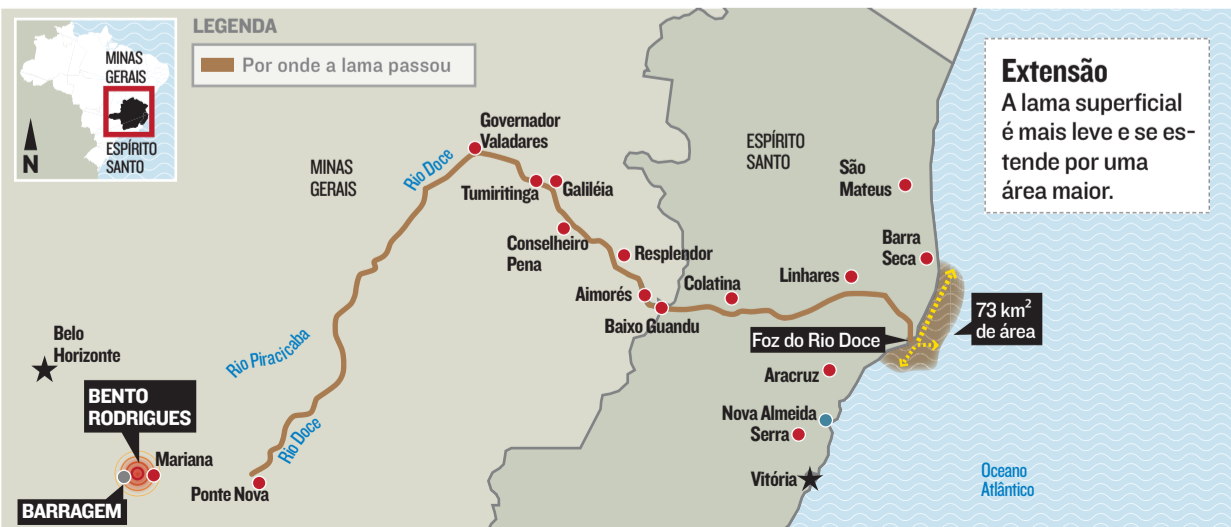 MINAS
GERAIS
ESPÍRITO
SANTO
N
LEGENDA
Por onde a lama passou
Extensão
A lama superficial
é mais leve e se es-
tende por uma
área maior.
Governador
Valadares
MINAS
GERAIS
Rio Doce
Tumiritinga
Galiléia
ESPÍRITO
SANTO
São
Mateus
Conselheiro
Pena
Resplendor
Barra
Seca
Aimorés
Colatina
Linhares
Baixo Guandu
73 km²
de área
Foz do Rio Doce
Belo
Horizonte
Rio Piracicaba
Aracruz
BENTO
RODRIGUES
Nova Almeida
Serra
Rio Doce
Mariana
Ponte Nova
BARRAGEM
Vitória
Oceano
Atlântico